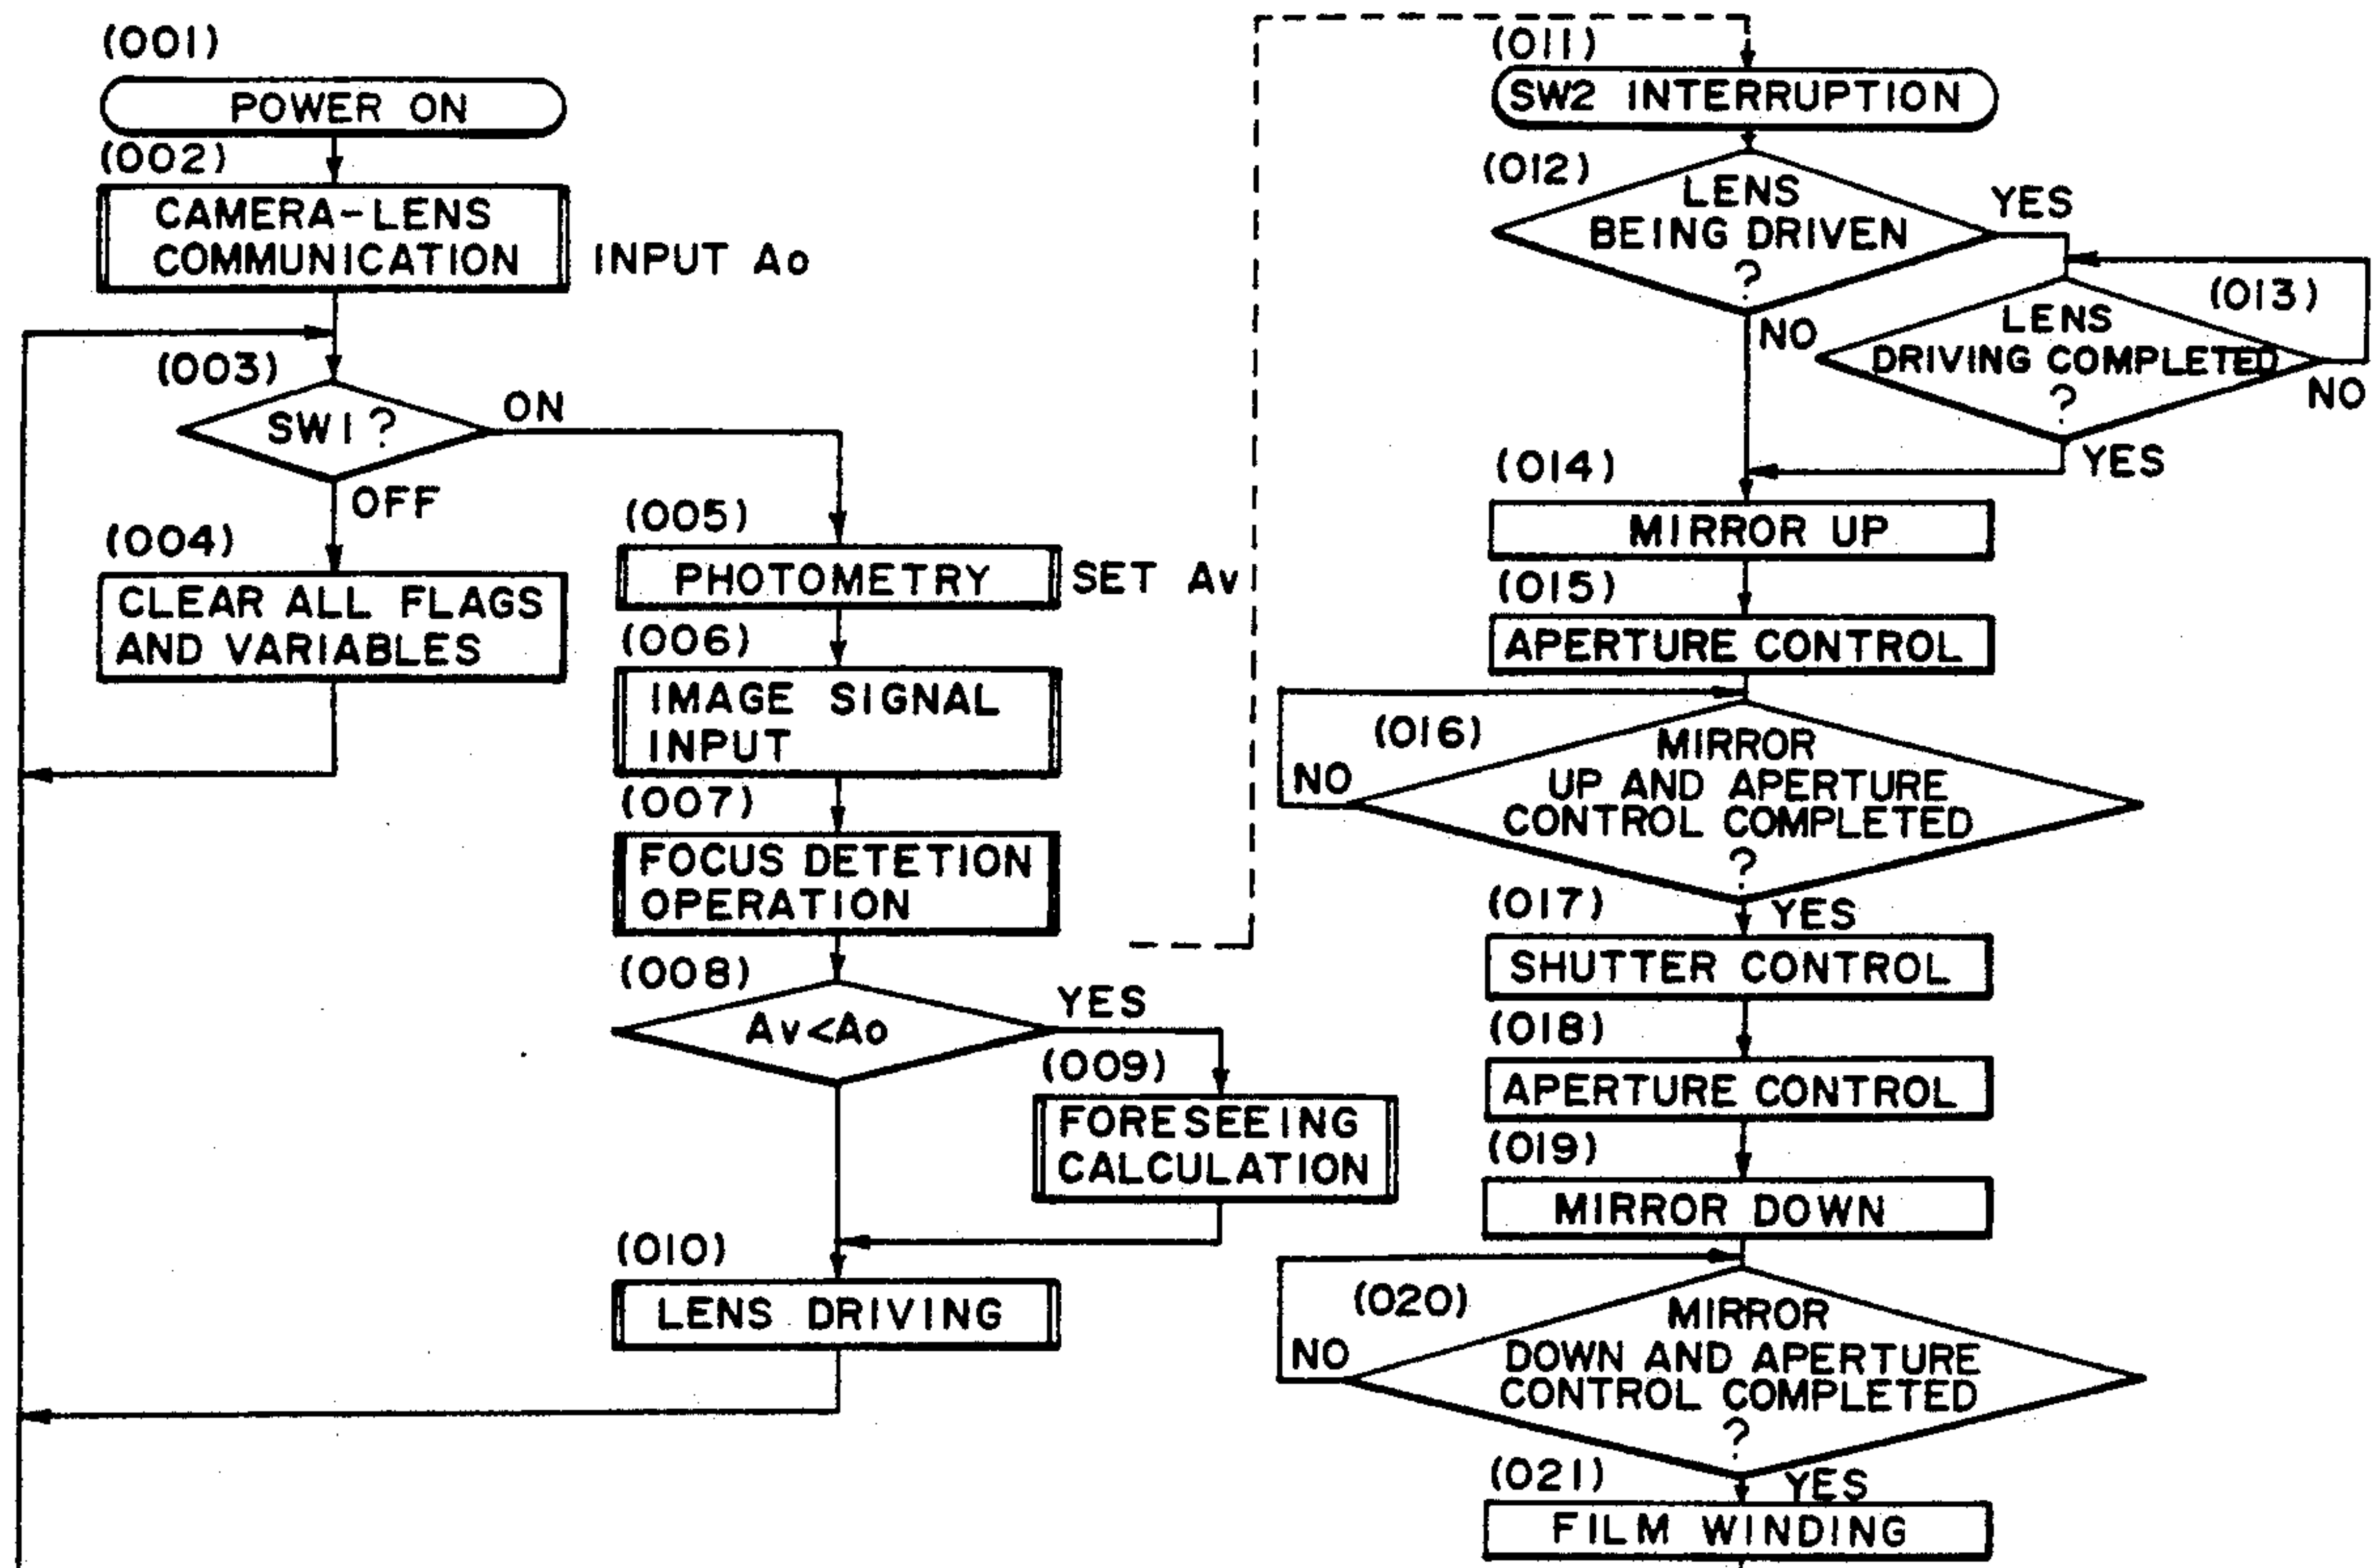 (001)
POWER ON
(002)
CAMERA-LENS
COMMUNICATION
INPUT Ao
(003)
SW1?
ON
OFF
(004)
CLEAR ALL FLAGS
AND VARIABLES
(005)
PHOTOMETRY
SET Av
(006)
IMAGE SIGNAL
INPUT
(007)
FOCUS DETETION
OPERATION
(008)
Av<Ao
YES
(009)
FORESEEING
CALCULATION
(010)
LENS DRIVING
(011)
SW2 INTERRUPTION
(012)
LENS
BEING DRIVEN
?
YES
NO
(013)
LENS
DRIVING COMPLETED
?
NO
YES
(014)
MIRROR UP
(015)
APERTURE CONTROL
(016)
MIRROR
UP AND APERTURE
CONTROL COMPLETED
?
NO
YES
(017)
SHUTTER CONTROL
(018)
APERTURE CONTROL
(019)
MIRROR DOWN
(020)
MIRROR
DOWN AND APERTURE
CONTROL COMPLETED
?
NO
YES
(021)
FILM WINDING